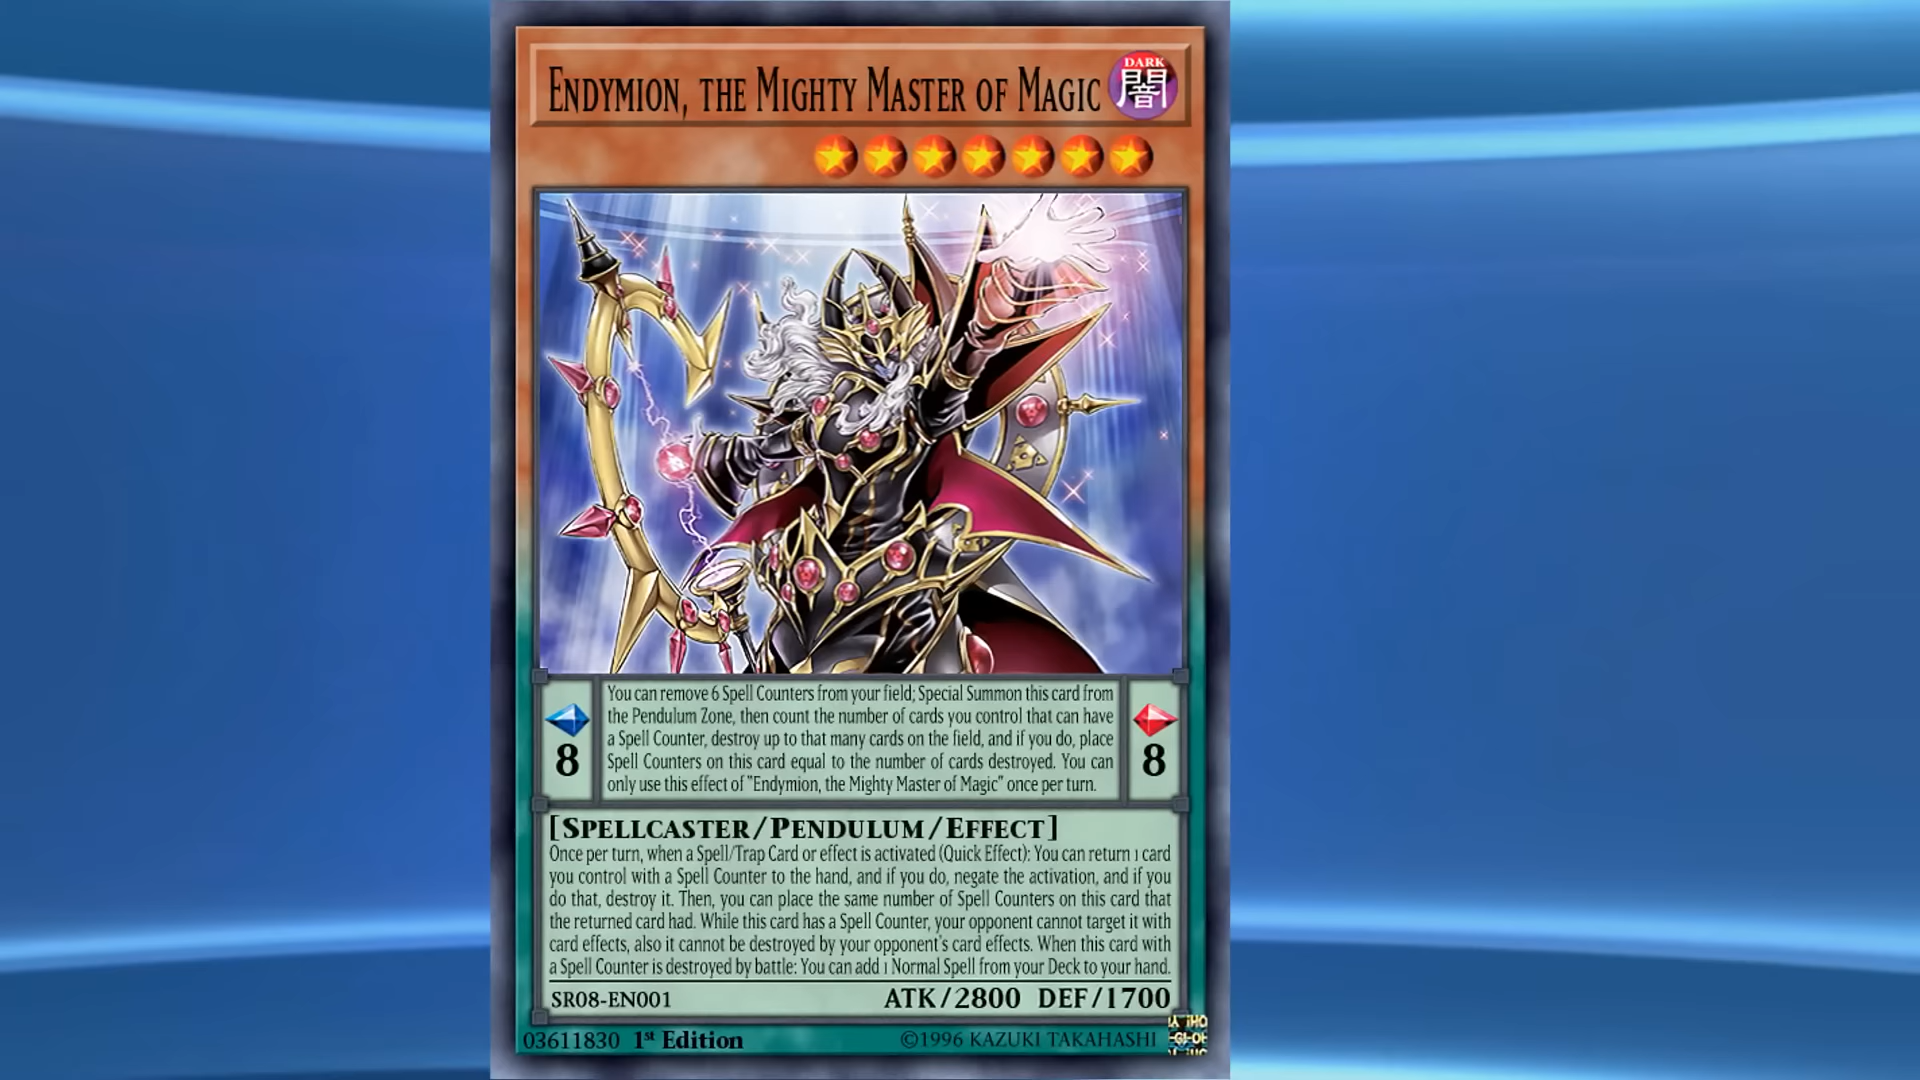 Endymion, the Mighty Master of Magic
DARK
闇
You can remove 6 Spell Counters from your field; Special Summon this card from
the Pendulum Zone, then count the number of cards you control that can have
a Spell Counter, destroy up to that many cards on the field, and if you do, place
Spell Counters on this card equal to the number of cards destroyed. You can
only use this effect of "Endymion, the Mighty Master of Magic" once per turn.
8
8
[Spellcaster/Pendulum/Effect]
Once per turn, when a Spell/Trap Card or effect is activated (Quick Effect): You can return 1 card
you control with a Spell Counter to the hand, and if you do, negate the activation, and if you
do that, destroy it. Then, you can place the same number of Spell Counters on this card that
the returned card had. While this card has a Spell Counter, your opponent cannot target it with
card effects, also it cannot be destroyed by your opponent's card effects. When this card with
a Spell Counter is destroyed by battle: You can add 1 Normal Spell from your Deck to your hand.
SR08-EN001
ATK/2800 DEF/1700
03611830 1st Edition
©1996 KAZUKI TAKAHASHI